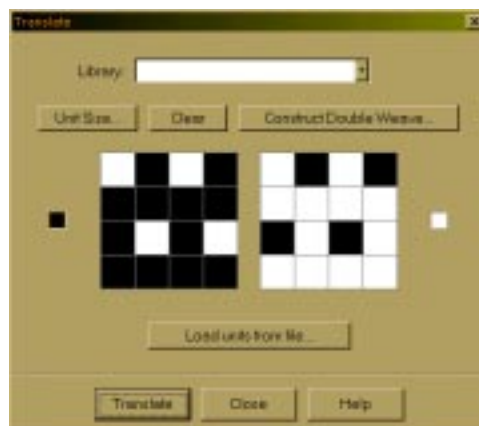 Translate
Library:
Unit Size... Clear Construct Double Weave...
Load units from file...
Translate Close Help